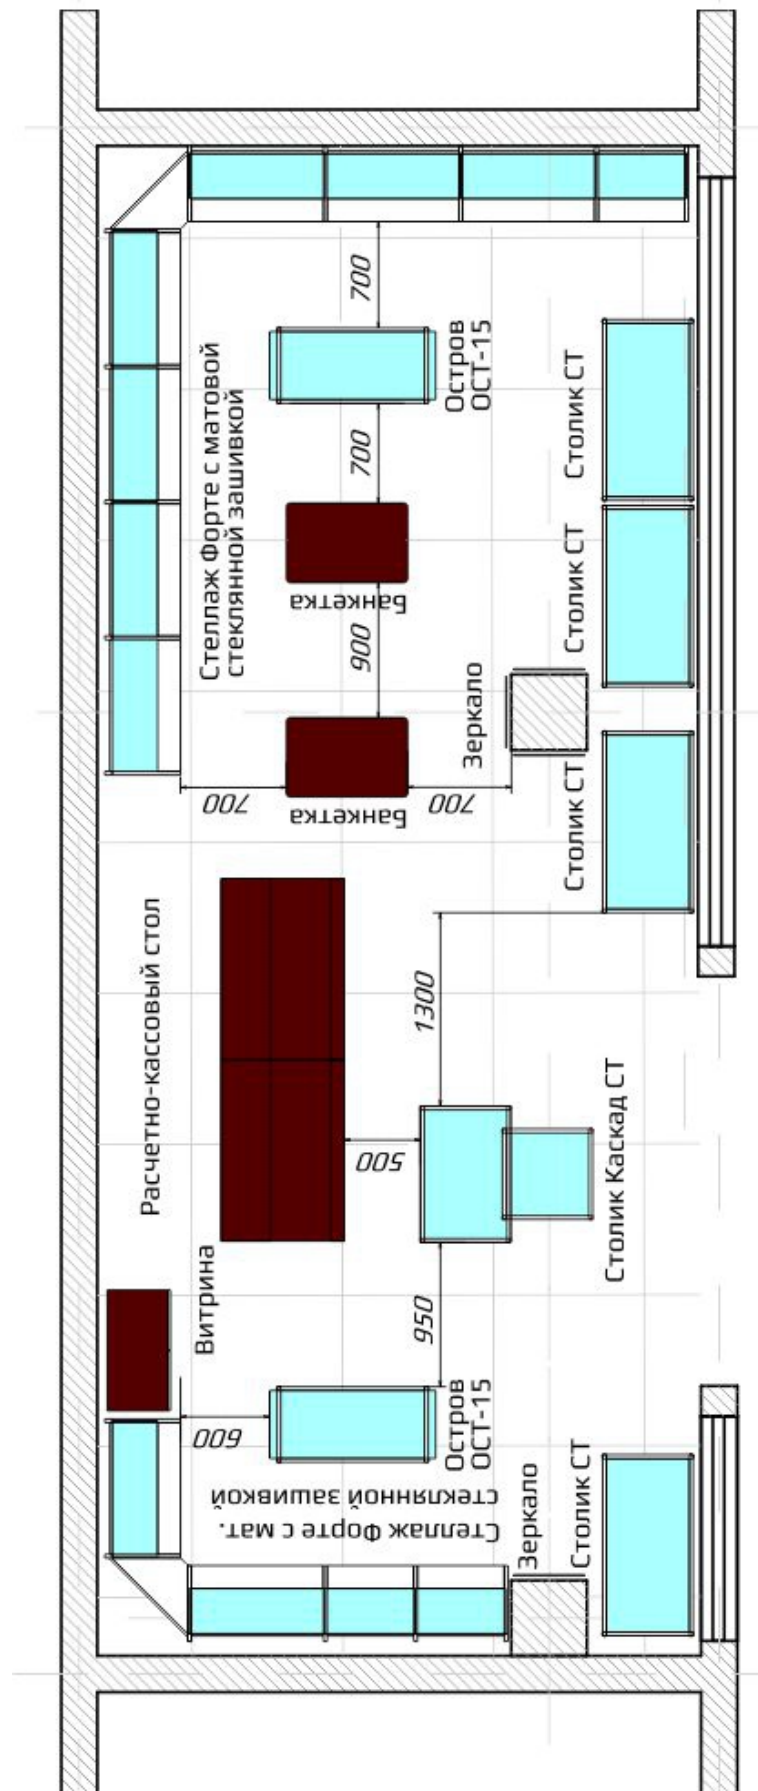 700
Остров
ОСТ-15
Столик СТ
Стеллаж Форте с матовой
стеклянной зашивкой
700
Столик СТ
Банкетка
900
Зеркало
Столик СТ
700
Банкетка
700
Расчетно-кассовый стол
1300
500
Столик Каскад СТ
Витрина
950
600
Остров
ОСТ-15
Стеллаж Форте с мат.
стеклянной зашивкой
Зеркало
Столик СТ